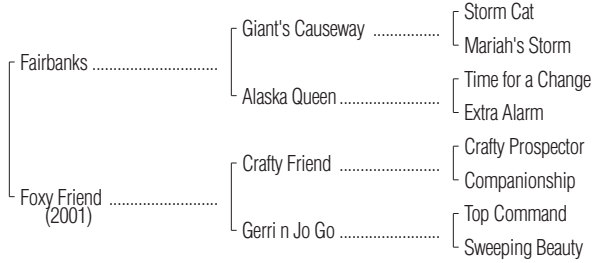 Storm Cat
Giant's Causeway ................
Mariah's Storm
Fairbanks ..............................
Time for a Change
Alaska Queen ........................
Extra Alarm
Crafty Prospector
Crafty Friend ........................
Companionship
Foxy Friend ..........................
(2001)
Top Command
Gerri n Jo Go ........................
Sweeping Beauty